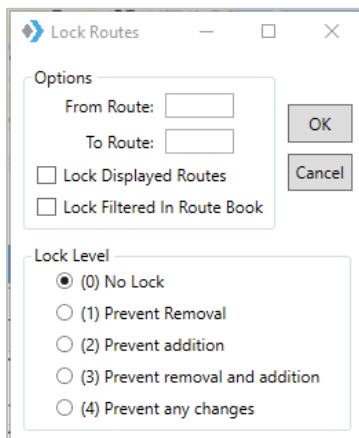 Lock Routes
Options
From Route:
To Route:
Lock Displayed Routes
Lock Filtered In Route Book
OK
Cancel
Lock Level
(0) No Lock
(1) Prevent Removal
(2) Prevent addition
(3) Prevent removal and addition
(4) Prevent any changes